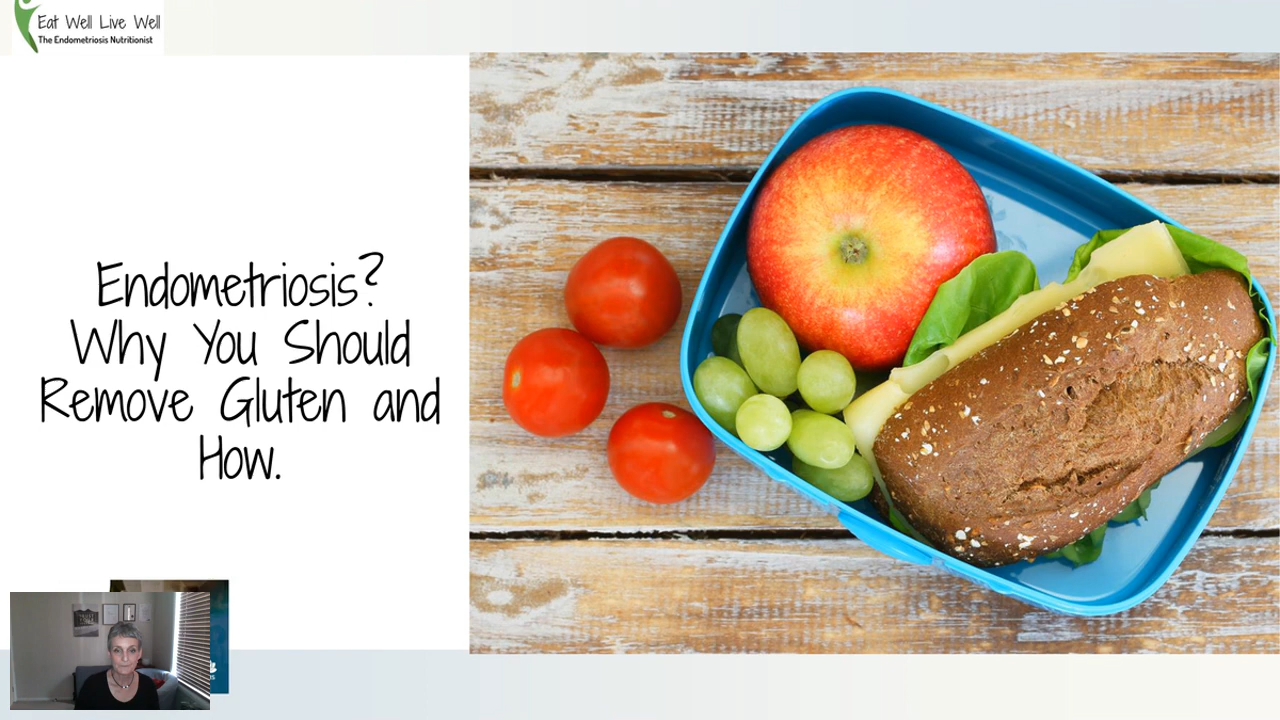 Eat Well Live Well
The Endometriosis Nutritionist
Endometriosis?
Why You Should
Remove Gluten and
How.